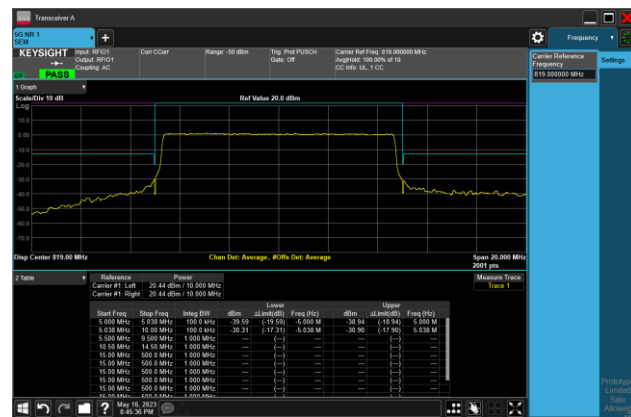 Transceiver A
5G NR 1
SEM
Frequency
KEYSIGHT Input: RFIO1 Corr CCorr Range: -50 dBm Trig: Prot PUSCH Carrier Ref Freq: 819.000000 MHz
Output: RFIO1 Gate: Off AvgHold: 100.00% of 10
Coupling: AC CC Info: UL, 1 CC
PASS
Carrier Reference Frequency
819.000000 MHz
Settings
1 Graph
Scale/Div 10 dB Ref Value 20.0 dBm
Log
10.0
0.00
-10.0
-20.0
-30.0
-40.0
-50.0
-60.0
-70.0
Disp Center 819.00 MHz Chan Det: Average , #Offs Det: Average Span 20.000 MHz
2001 pts
2 Table Reference Power Measure Trace
Carrier #1: Left 20.44 dBm / 10.000 MHz Trace 1
Carrier #1: Right 20.44 dBm / 10.000 MHz
Lower Upper
Start Freq Stop Freq Integ BW dBm ΔLimit(dB) Freq (Hz) dBm ΔLimit(dB) Freq (Hz)
5.000 MHz 5.038 MHz 100.0 kHz -39.59 (-19.59) -5.000 M -38.94 (-18.94) 5.000 M
5.038 MHz 10.00 MHz 100.0 kHz -30.31 (-17.31) -5.038 M -30.90 (-17.90) 5.038 M
5.500 MHz 9.500 MHz 1.000 MHz --- (---) --- --- (---) ---
10.50 MHz 14.50 MHz 1.000 MHz --- (---) --- --- (---) ---
15.00 MHz 500.0 MHz 1.000 MHz --- (---) --- --- (---) ---
15.00 MHz 500.0 MHz 1.000 MHz --- (---) --- --- (---) ---
15.00 MHz 500.0 MHz 1.000 MHz --- (---) --- --- (---) ---
15.00 MHz 500.0 MHz 1.000 MHz --- (---) --- --- (---) ---
15.00 MHz 500.0 MHz 1.000 MHz --- (---) --- --- (---) ---
Prototype
Limited
Sale
Allowed
May 16, 2023
8:45:36 PM